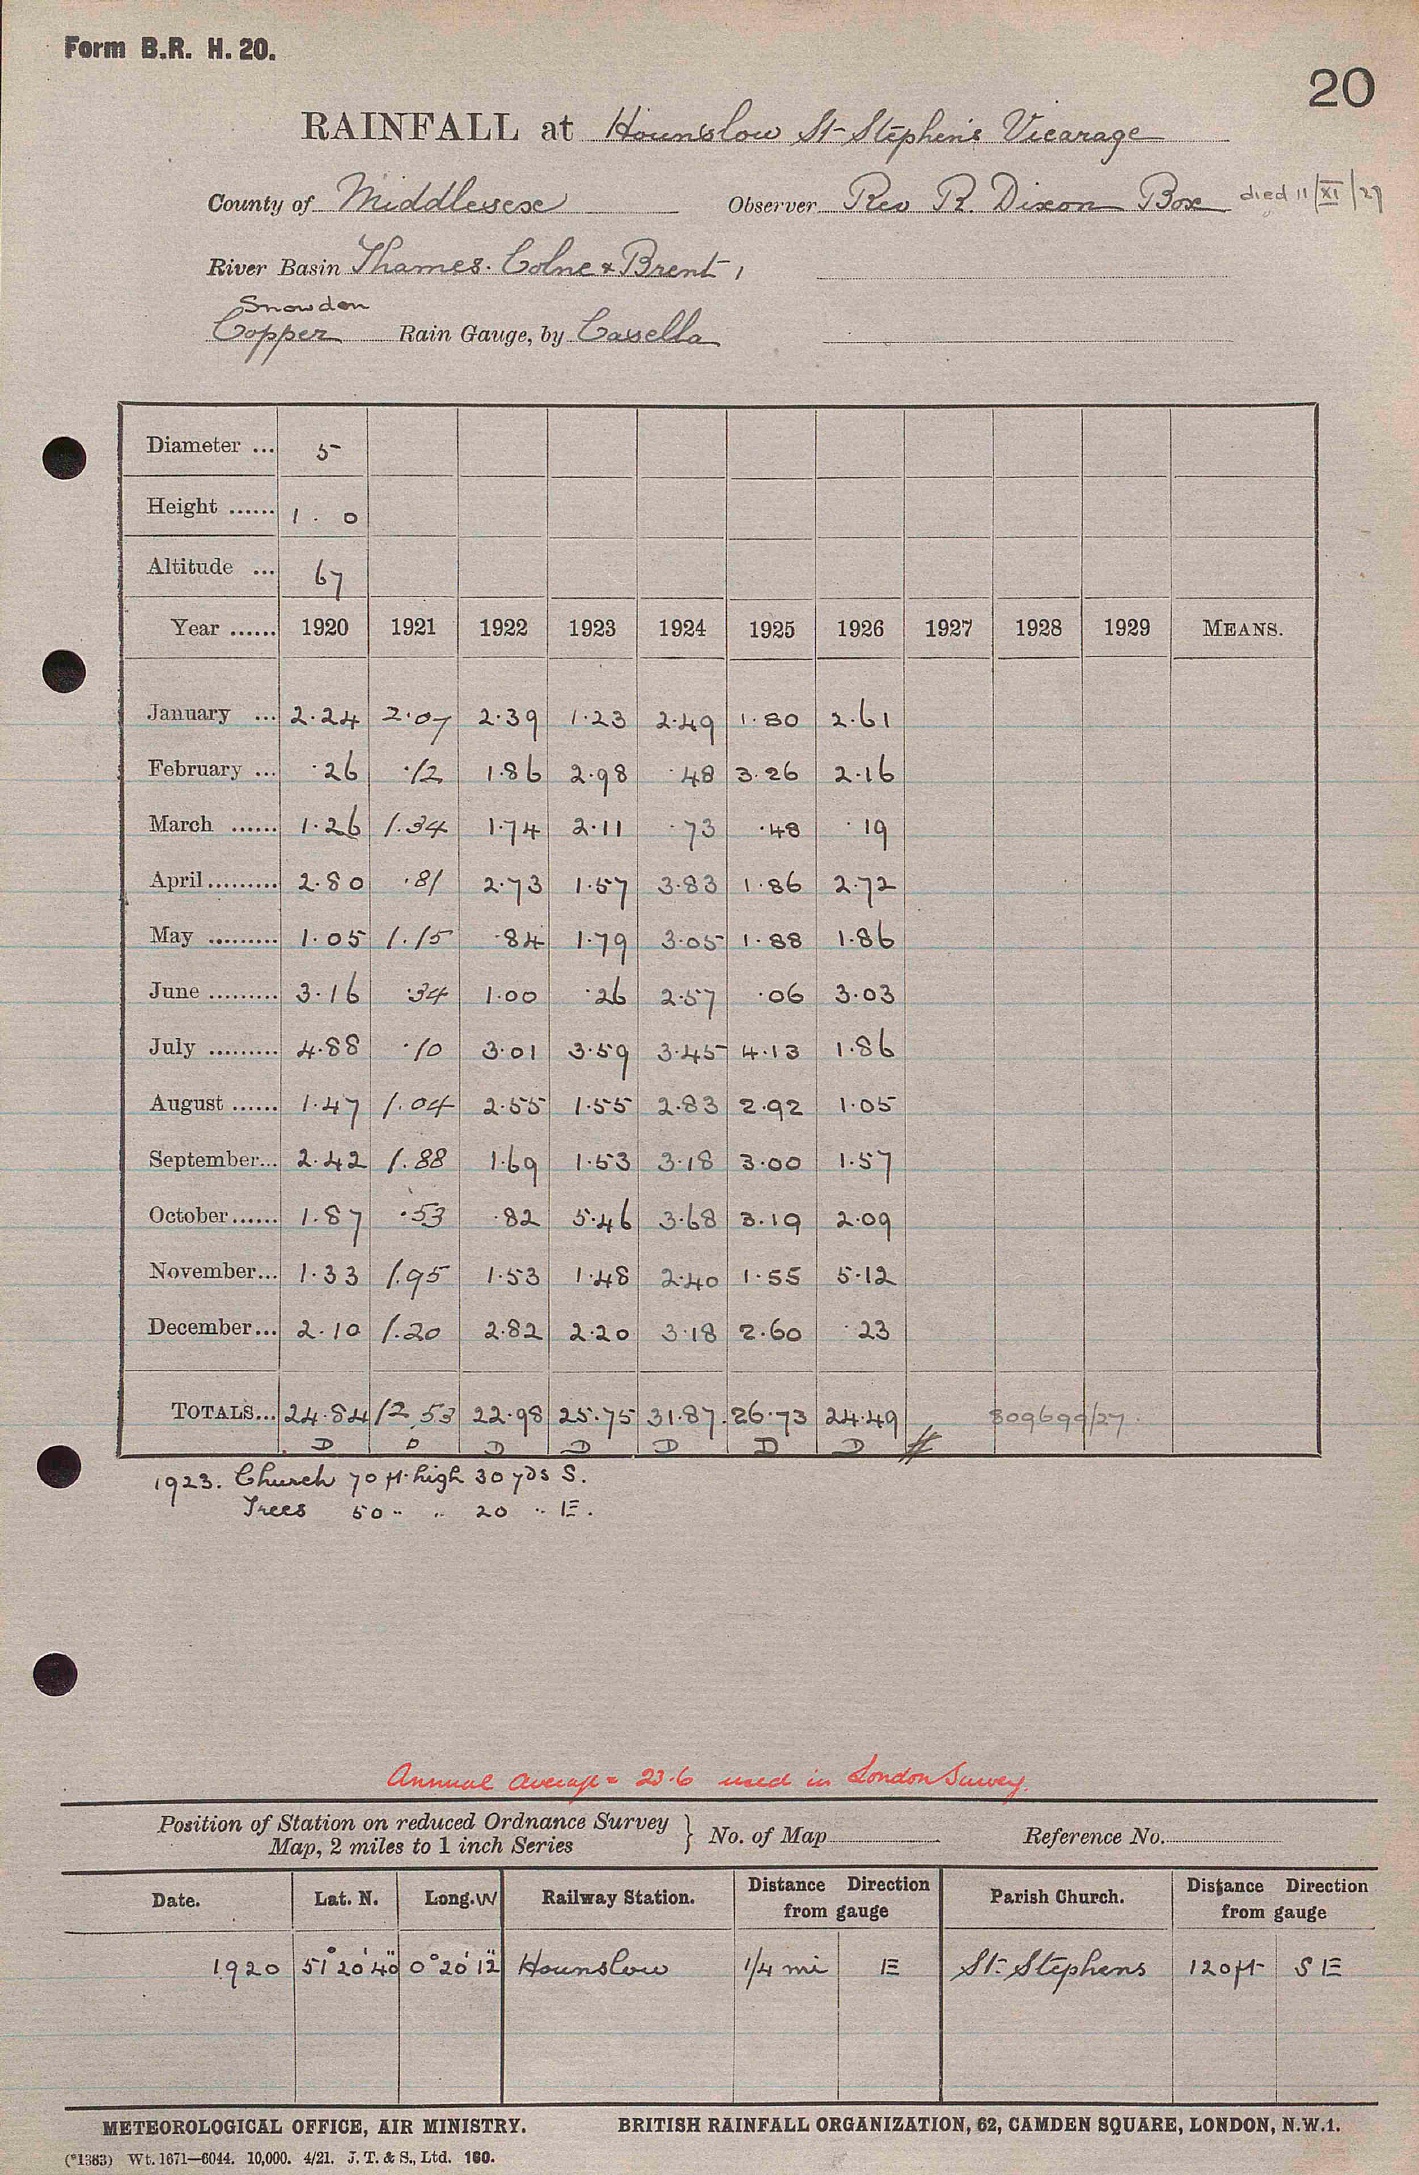 Form B.R. H. 20.
20
RAINFALL at Hounslow St Stephen's Vicarage
County of Middlesex Observer Rev R. Dixon Box died 11/XI/27
River Basin Thames. Colne & Brent
Snowdon
Copper Rain Gauge, by Casella
Diameter ... 5
Height ...... 1 . 0
Altitude ... 67
Year ...... 1920 1921 1922 1923 1924 1925 1926 1927 1928 1929 MEANS.
January ... 2.24 2.07 2.39 1.23 2.49 1.80 2.61
February ... .26 .12 1.86 2.98 .48 3.26 2.16
March ...... 1.26 1.34 1.74 2.11 .73 .48 .19
April ......... 2.80 .81 2.73 1.57 3.83 1.86 2.72
May ......... 1.05 1.15 .84 1.79 3.05 1.88 1.86
June ......... 3.16 .34 1.00 .26 2.57 .06 3.03
July ......... 4.88 .10 3.01 3.59 3.45 4.13 1.86
August ...... 1.47 1.04 2.55 1.55 2.83 2.92 1.05
September... 2.42 1.88 1.69 1.53 3.18 3.00 1.57
October ...... 1.87 .53 .82 5.46 3.68 3.19 2.09
November... 1.33 1.95 1.53 1.48 2.40 1.55 5.12
December... 2.10 1.20 2.82 2.20 3.18 2.60 .23
TOTALS... 24.84 12.53 22.98 25.75 31.87 26.73 24.49 809699/27.
D D D D D D D
1923. Church 70 ft. high 30 yds S.
Trees 50 " " 20 " E.
Annual average = 23.6 used in London Survey.
Position of Station on reduced Ordnance Survey Map, 2 miles to 1 inch Series } No. of Map Reference No.
Date. Lat. N. Long. W Railway Station. Distance Direction from gauge Parish Church. Distance Direction from gauge
1920 51° 20' 40" 0° 20' 12" Hounslow 1/4 mi E St. Stephens 120 ft S E
METEOROLOGICAL OFFICE, AIR MINISTRY. BRITISH RAINFALL ORGANIZATION, 62, CAMDEN SQUARE, LONDON, N.W.1.
(*1383) Wt. 1671—6044. 10,000. 4/21. J. T. & S., Ltd. 160.